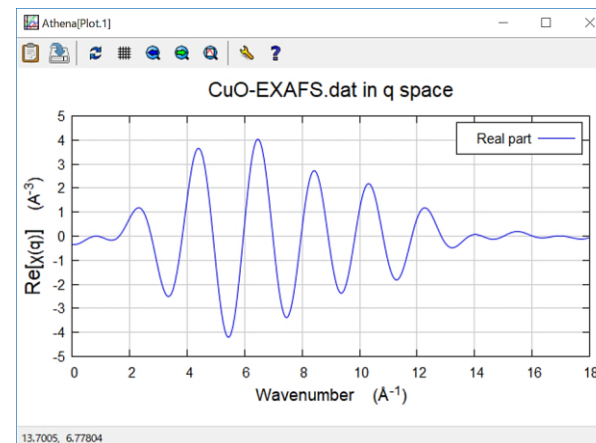 Athena[Plot.1]
CuO-EXAFS.dat in q space
Real part
5
4
3
2
1
0
-1
-2
-3
-4
-5
Re[χ(q)] (A-3)
0 2 4 6 8 10 12 14 16 18
Wavenumber (Å-1)
13.7005, 6.77804